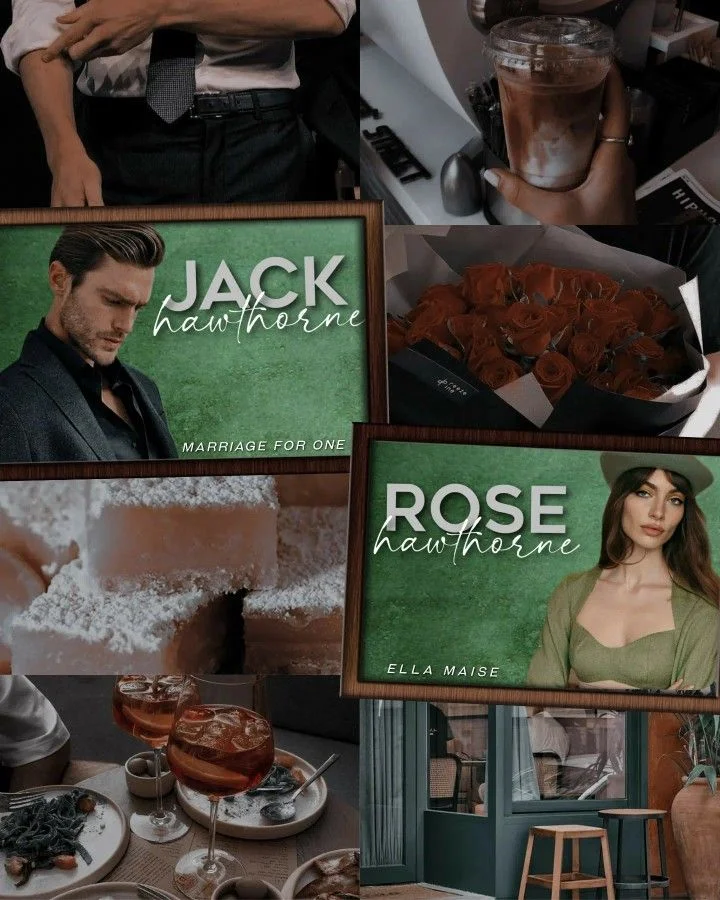 JACK
hawthorne
MARRIAGE FOR ONE
ROSE
hawthorne
ELLA MAISE